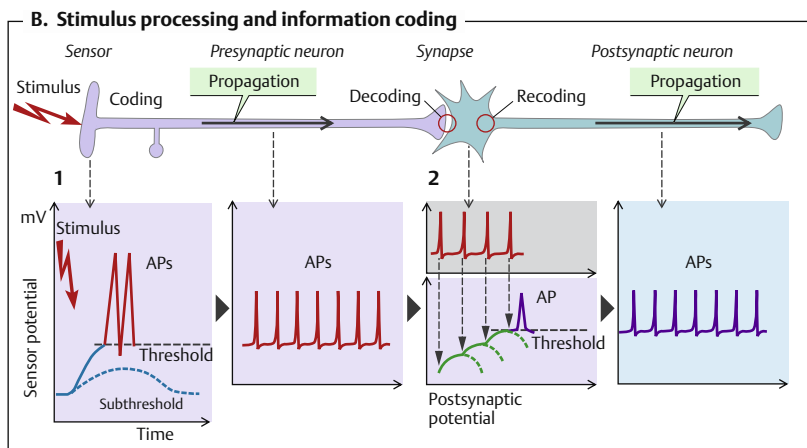 B. Stimulus processing and information coding
Sensor
Presynaptic neuron
Synapse
Postsynaptic neuron
Stimulus
Coding
Propagation
Decoding
Recoding
Propagation
1
2
mV
Stimulus
APs
Threshold
Subthreshold
Sensor potential
Time
APs
AP
Threshold
Postsynaptic
potential
APs